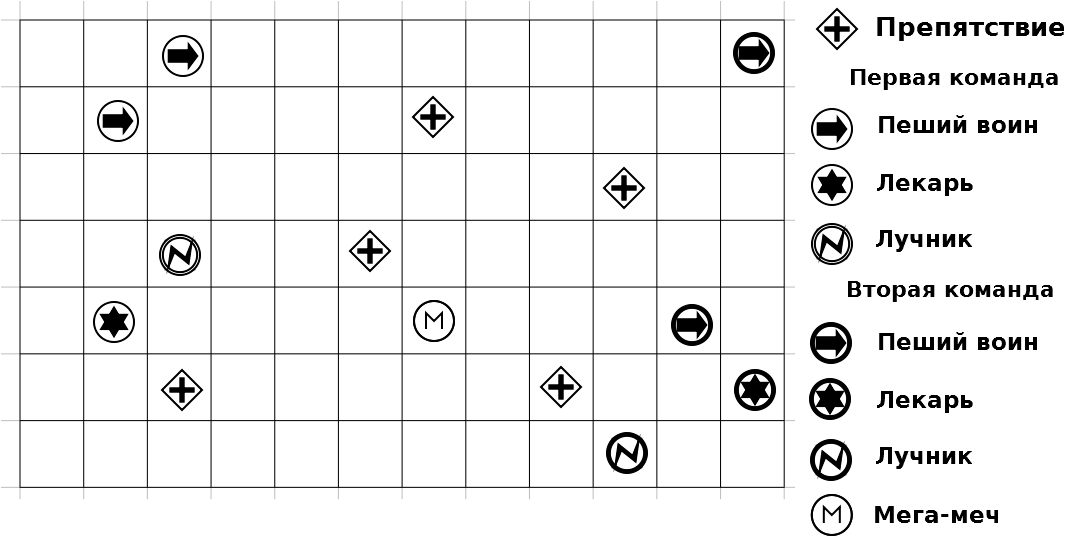 Препятствие
Первая команда
Пеший воин
Лекарь
Лучник
Вторая команда
Пеший воин
Лекарь
Лучник
M
M
Мега-меч